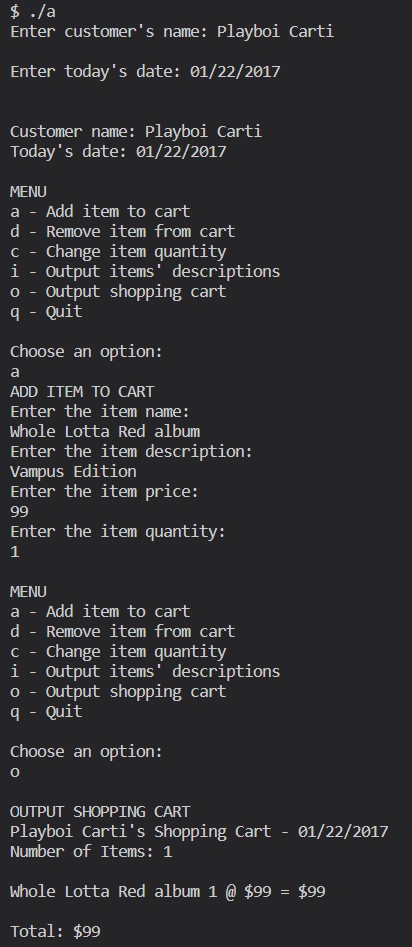 $ ./a
Enter customer's name: Playboi Carti
Enter today's date: 01/22/2017
Customer name: Playboi Carti
Today's date: 01/22/2017
MENU
a - Add item to cart
d - Remove item from cart
c - Change item quantity
i - Output items' descriptions
o - Output shopping cart
q - Quit
Choose an option:
a
ADD ITEM TO CART
Enter the item name:
Whole Lotta Red album
Enter the item description:
Vampus Edition
Enter the item price:
99
Enter the item quantity:
1
MENU
a - Add item to cart
d - Remove item from cart
c - Change item quantity
i - Output items' descriptions
o - Output shopping cart
q - Quit
Choose an option:
o
OUTPUT SHOPPING CART
Playboi Carti's Shopping Cart - 01/22/2017
Number of Items: 1
Whole Lotta Red album 1 @ $99 = $99
Total: $99